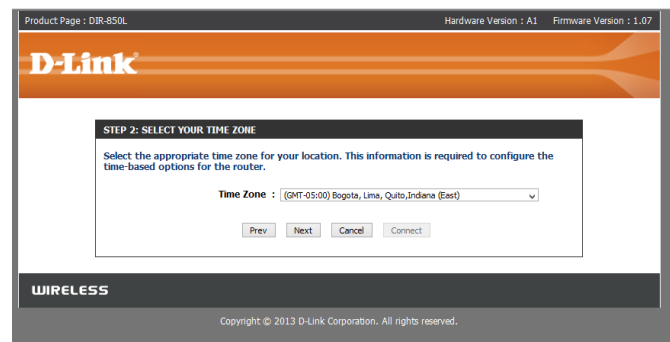 Product Page : DIR-850L Hardware Version : A1 Firmware Version : 1.07
D-Link
STEP 2: SELECT YOUR TIME ZONE
Select the appropriate time zone for your location. This information is required to configure the
time-based options for the router.
Time Zone : (GMT-05:00) Bogota, Lima, Quito,Indiana (East)
Prev Next Cancel Connect
WIRELESS
Copyright © 2013 D-Link Corporation. All rights reserved.